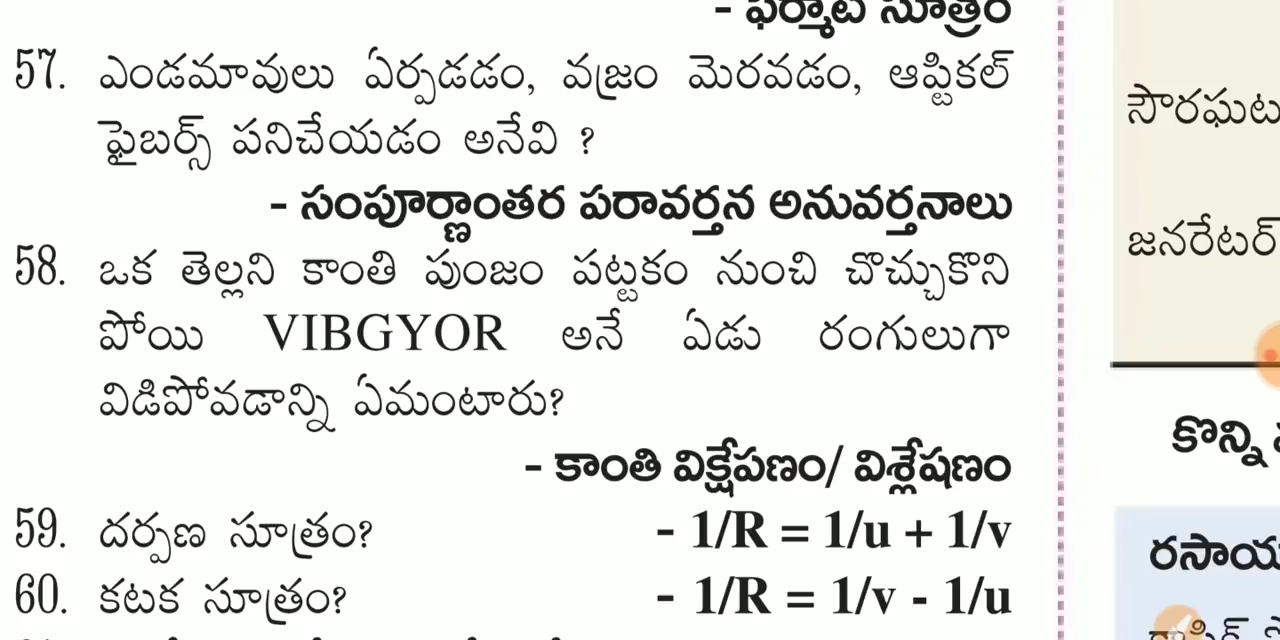 - ఫెర్మాట్ సూత్రం
57. ఎండమావులు ఏర్పడడం, వజ్రం మెరవడం, ఆప్టికల్
ఫైబర్స్ పనిచేయడం అనేవి ?
- సంపూర్ణాంతర పరావర్తన అనువర్తనాలు
58. ఒక తెల్లని కాంతి పుంజం పట్టకం నుంచి చొచ్చుకొని
పోయి VIBGYOR అనే ఏడు రంగులుగా
విడిపోవడాన్ని ఏమంటారు?
- కాంతి విక్షేపణం/ విశ్లేషణం
59. దర్పణ సూత్రం? - 1/R = 1/u + 1/v
60. కటక సూత్రం? - 1/R = 1/v - 1/u
సౌరఘట
జనరేటర్
కొన్ని
రసాయ